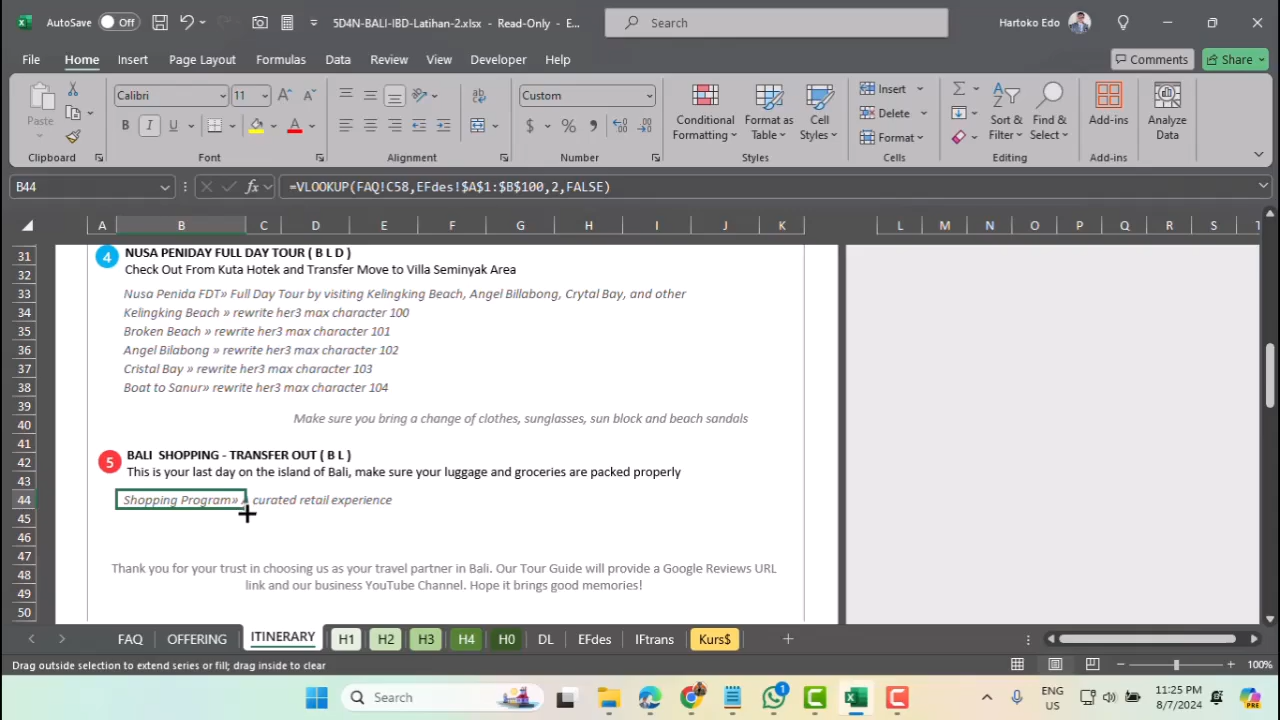 AutoSave Off 5D4N-BALI-IBD-Latihan-2.xlsx - Read-Only - E... Search Hartoko Edo
File Home Insert Page Layout Formulas Data Review View Developer Help Comments Share
Paste Calibri 11 Custom Conditional Formatting Format as Table Cell Styles Insert Delete Format Sort & Filter Find & Select Add-ins Analyze Data
Clipboard Font Alignment Number Styles Cells Editing Add-ins
B44 =VLOOKUP(FAQ!C58,EFdes!$A$1:$B$100,2,FALSE)
A B C D E F G H I J K L M N O P Q R S T
31 4 NUSA PENIDAY FULL DAY TOUR ( B L D )
32 Check Out From Kuta Hotek and Transfer Move to Villa Seminyak Area
33 Nusa Penida FDT» Full Day Tour by visiting Kelingking Beach, Angel Billabong, Crytal Bay, and other
34 Kelingking Beach » rewrite her3 max character 100
35 Broken Beach » rewrite her3 max character 101
36 Angel Bilabong » rewrite her3 max character 102
37 Cristal Bay » rewrite her3 max character 103
38 Boat to Sanur» rewrite her3 max character 104
39
40 Make sure you bring a change of clothes, sunglasses, sun block and beach sandals
41
42 5 BALI SHOPPING - TRANSFER OUT ( B L )
43 This is your last day on the island of Bali, make sure your luggage and groceries are packed properly
44 Shopping Program» A curated retail experience
45
46
47
48 Thank you for your trust in choosing us as your travel partner in Bali. Our Tour Guide will provide a Google Reviews URL
49 link and our business YouTube Channel. Hope it brings good memories!
50
FAQ OFFERING ITINERARY H1 H2 H3 H4 H0 DL EFdes IFtrans Kurs$
Drag outside selection to extend series or fill; drag inside to clear 100%
Search 1 ENG US 11:25 PM 8/7/2024 PRE